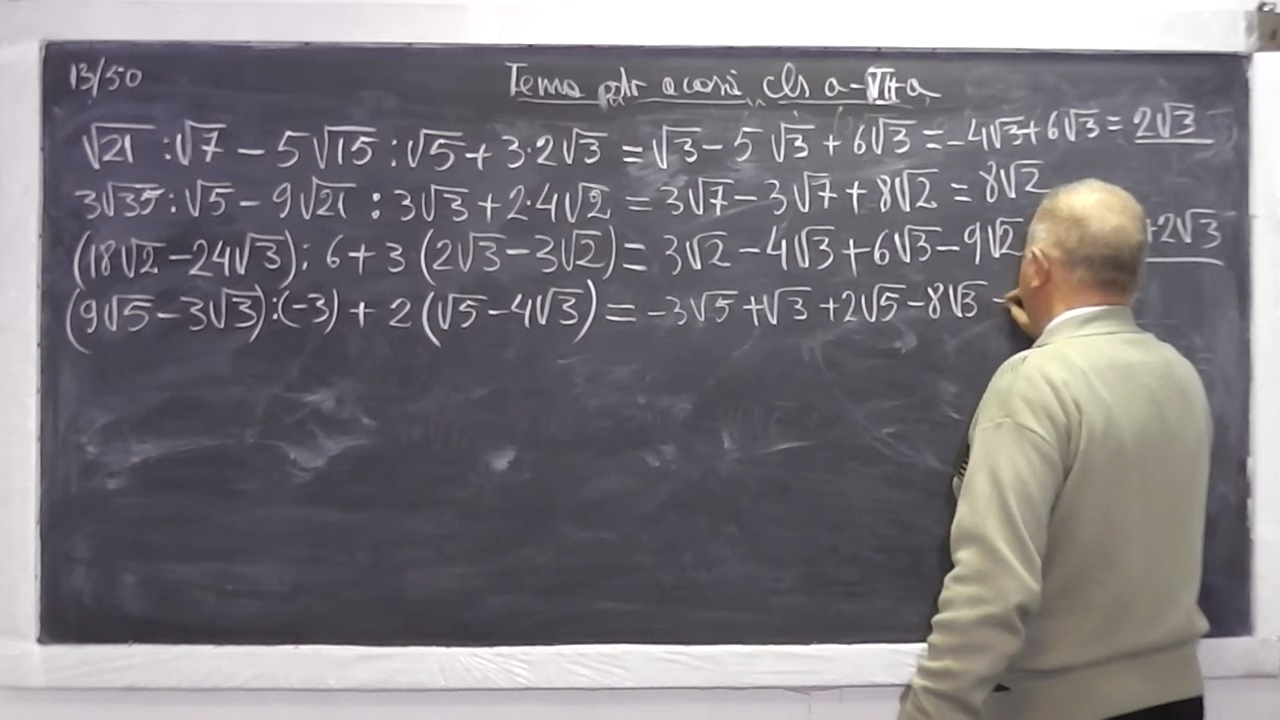 13/50
Tema ptr acasă cls a-VII-a
√21 : √7 - 5√15 : √5 + 3·2√3 = √3 - 5√3 + 6√3 = -4√3 + 6√3 = 2√3
3√35 : √5 - 9√21 : 3√3 + 2·4√2 = 3√7 - 3√7 + 8√2 = 8√2
(18√2 - 24√3) : 6 + 3(2√3 - 3√2) = 3√2 - 4√3 + 6√3 - 9√2 +2√3
(9√5 - 3√3) : (-3) + 2(√5 - 4√3) = -3√5 + √3 + 2√5 - 8√3